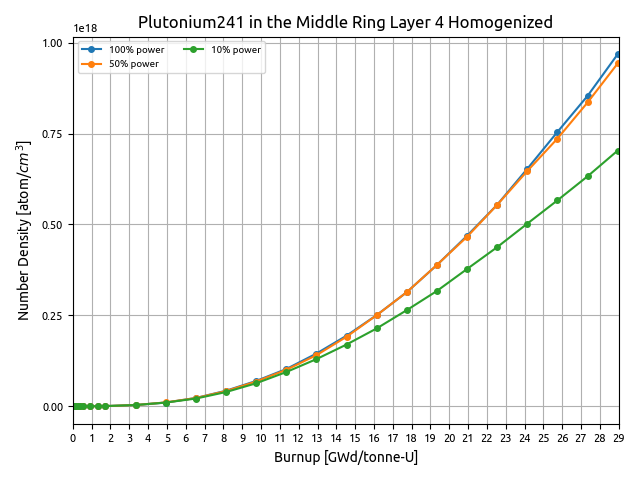 Plutonium241 in the Middle Ring Layer 4 Homogenized
1e18
100% power
50% power
10% power
1.00
0.75
0.50
0.25
0.00
Number Density [atom/cm³]
0 1 2 3 4 5 6 7 8 9 10 11 12 13 14 15 16 17 18 19 20 21 22 23 24 25 26 27 28 29
Burnup [GWd/tonne-U]